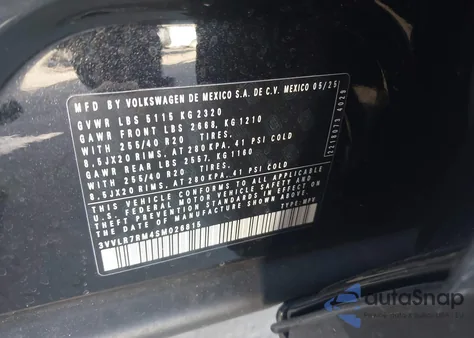 MFD BY VOLKSWAGEN DE MEXICO S.A. DE C.V. MEXICO 05/25
GVWR LBS 5115 KG 2320
GAWR FRONT LBS 2668, KG 1210
WITH 255/40 R20 TIRES.
8.5JX20 RIMS. AT 280 KPA, 41 PSI COLD
GAWR REAR LBS 2557, KG 1160
WITH 255/40 R20 TIRES.
8.5JX20 RIMS. AT 280 KPA. 41 PSI COLD
THIS VEHICLE CONFORMS TO ALL APPLICABLE
U.S. FEDERAL MOTOR VEHICLE SAFETY AND
THEFT PREVENTION STANDARDS IN EFFECT ON
THE DATE OF MANUFACTURE SHOWN ABOVE.
3VVLR7RM4SM028815 TYPE: MPV
2218013 4029
autoSnap